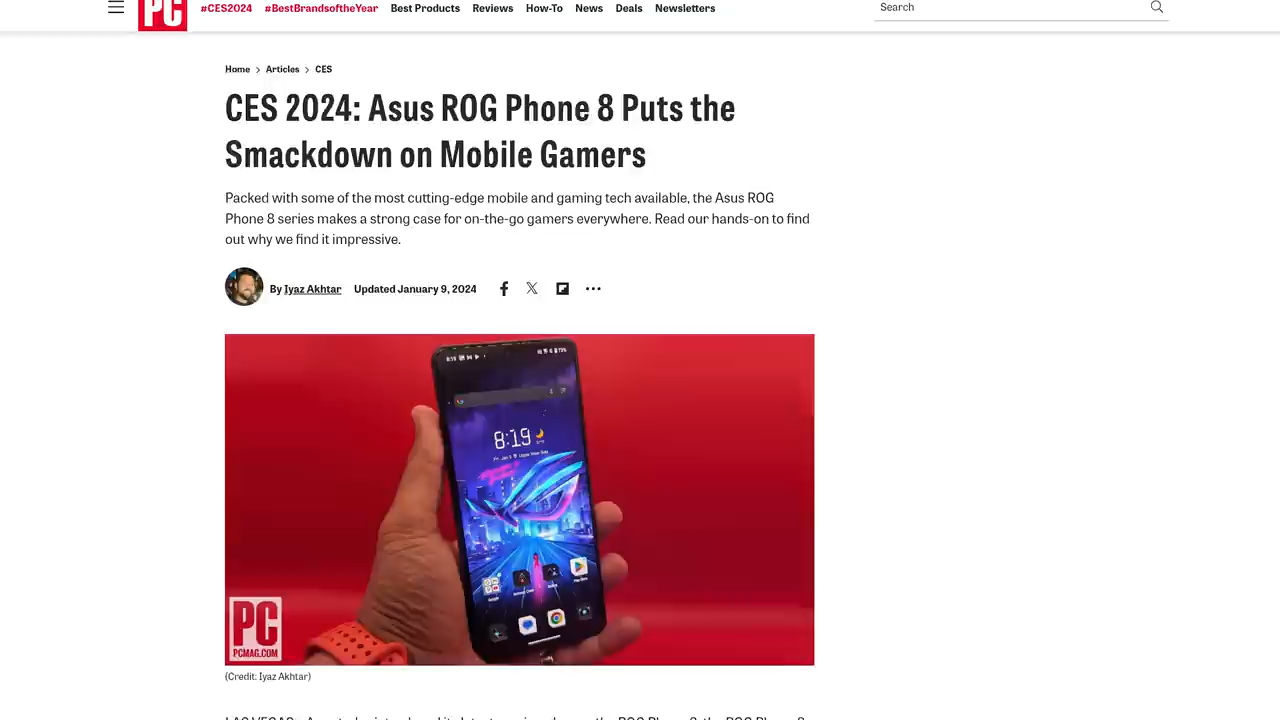 PC
#CES2024 #BestBrandsoftheYear Best Products Reviews How-To News Deals Newsletters
Search
Home > Articles > CES
CES 2024: Asus ROG Phone 8 Puts the
Smackdown on Mobile Gamers
Packed with some of the most cutting-edge mobile and gaming tech available, the Asus ROG
Phone 8 series makes a strong case for on-the-go gamers everywhere. Read our hands-on to find
out why we find it impressive.
By Iyaz Akhtar Updated January 9, 2024
8:19
PC
PCMAG.COM
(Credit: Iyaz Akhtar)